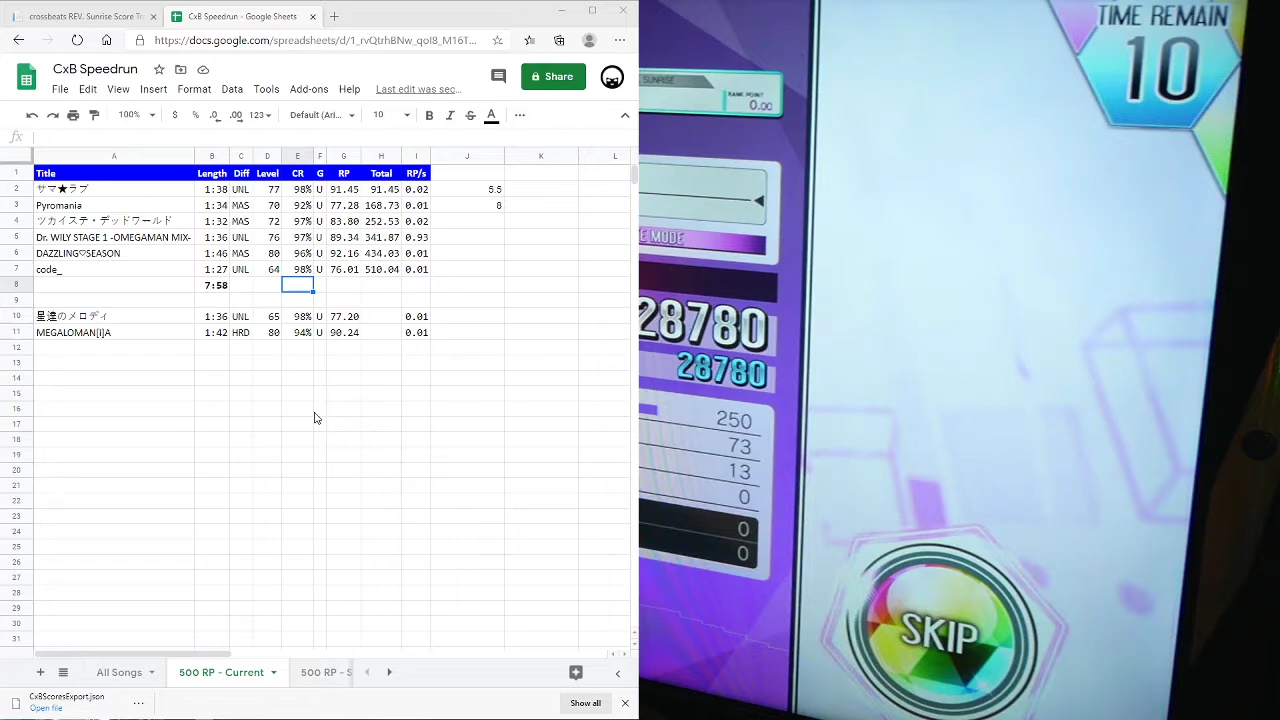 crossbeats REV. Sunrise Score Tr
CxB Speedrun - Google Sheets
https://docs.google.com/spreadsheets/d/1_rvQtrhBNw_qoI8_M16T...
CxB Speedrun
Share
File Edit View Insert Format Data Tools Add-ons Help Last edit was sec...
100% $ % .0 .00 123 Default (Ari... 10 B I S A
fx
A B C D E F G H I J K L
Title Length Diff Level CR G RP Total RP/s
2 1:38 UNL 77 98% U 91.45 91.45 0.02 5.5
3 Pyromania 1:34 MAS 70 92% U 77.28 168.73 0.01 8
4 ツカイステ・デッドワールド 1:32 MAS 72 97% U 83.80 252.53 0.02
5 Dr. WILY STAGE 1 -OMEGAMAN MIX- 1:36 UNL 76 97% U 89.34 341.87 0.93
6 DAZZLING♡SEASON 1:46 MAS 80 96% U 92.16 434.03 0.01
7 code_ 1:27 UNL 64 98% U 76.01 510.04 0.01
8 7:58
9
星塗りメロディ 1:36 UNL 65 98% U 77.20 0.01
11 MEGALOMAN[i]A 1:42 HRD 80 94% U 90.24 0.01
14
15
16
17
18
19
20
21
22
23
24
25
26
27
28
29
All Songs 500 RP - Current 500 RP - S
CxBScoresExport.json
Open file
Show all
TIME REMAIN
10
SUNRISE
RANK POINT
0.00
E MODE
28780
28780
250
73
13
0
0
0
SKIP